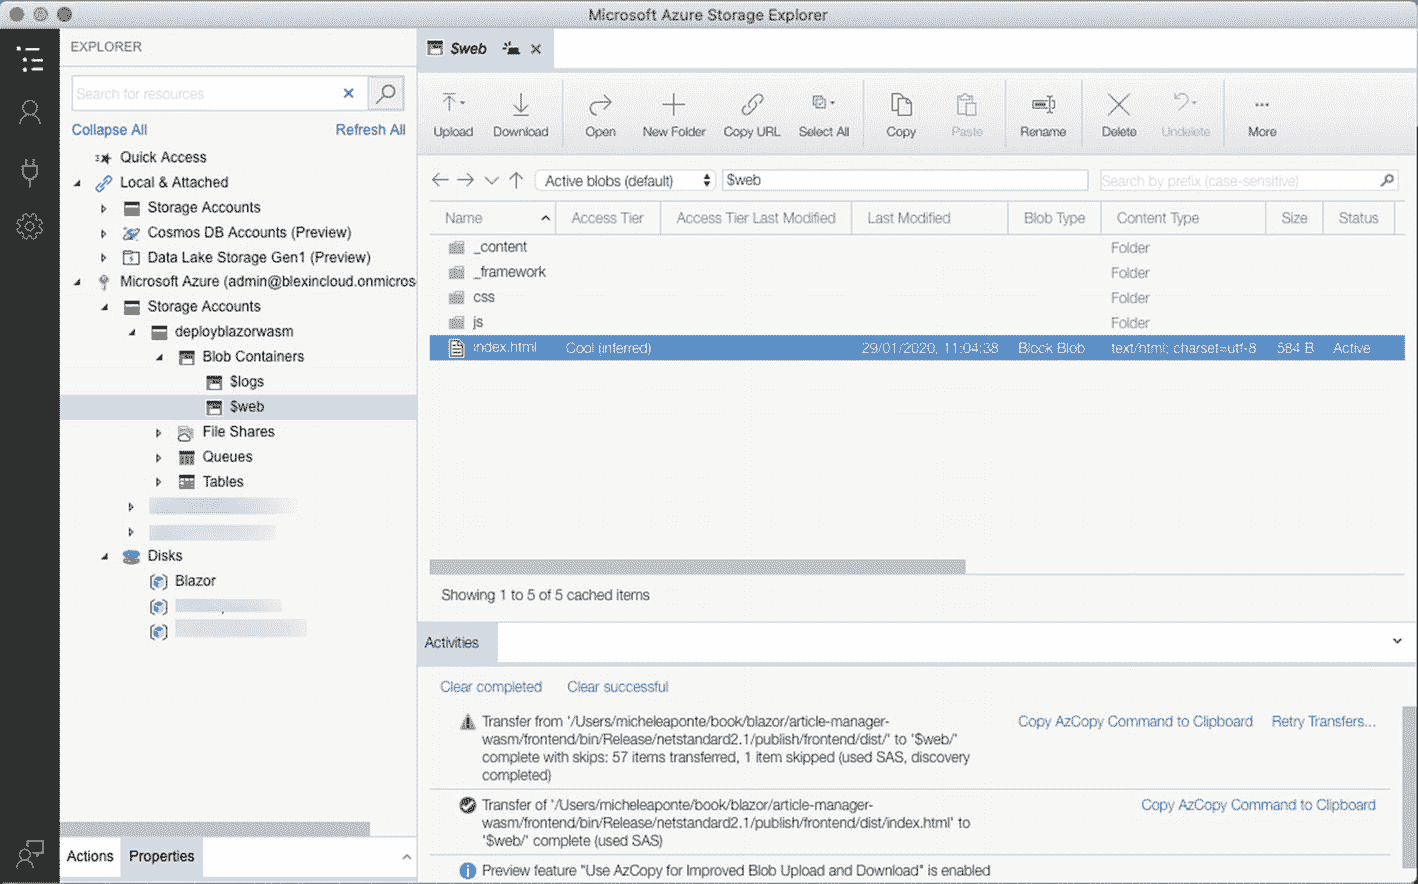 Microsoft Azure Storage Explorer
EXPLORER
Search for resources
Collapse All
Refresh All
Quick Access
Local & Attached
Storage Accounts
Cosmos DB Accounts (Preview)
Data Lake Storage Gen1 (Preview)
Microsoft Azure (admin@blexincloud.onmicros
Storage Accounts
deployblazorwasm
Blob Containers
$logs
$web
File Shares
Queues
Tables
Disks
Blazor
Actions
Properties
$web
Upload
Download
Open
New Folder
Copy URL
Select All
Copy
Paste
Rename
Delete
Undelete
More
Active blobs (default)
$web
Search by prefix (case-sensitive)
Name Access Tier Access Tier Last Modified Last Modified Blob Type Content Type Size Status
_content Folder
_framework Folder
css Folder
js Folder
index.html Cool (inferred) 29/01/2020, 11:04:38 Block Blob text/html; charset=utf-8 584 B Active
Showing 1 to 5 of 5 cached items
Activities
Clear completed
Clear successful
Transfer from '/Users/micheleaponte/book/blazor/article-manager-
wasm/frontend/bin/Release/netstandard2.1/publish/frontend/dist/' to '$web/'
complete with skips: 57 items transferred, 1 item skipped (used SAS, discovery
completed)
Copy AzCopy Command to Clipboard
Retry Transfers...
Transfer of '/Users/micheleaponte/book/blazor/article-manager-
wasm/frontend/bin/Release/netstandard2.1/publish/frontend/dist/index.html' to
'$web/' complete (used SAS)
Copy AzCopy Command to Clipboard
Preview feature "Use AzCopy for Improved Blob Upload and Download" is enabled